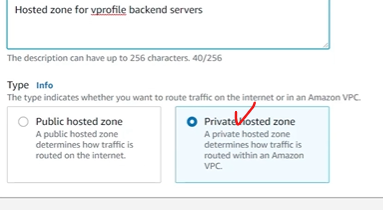 Hosted zone for vprofile backend servers
The description can have up to 256 characters. 40/256
Type Info
The type indicates whether you want to route traffic on the internet or in an Amazon VPC.
Public hosted zone
A public hosted zone
determines how traffic is
routed on the internet.
Private hosted zone
A private hosted zone
determines how traffic is
routed within an Amazon
VPC.